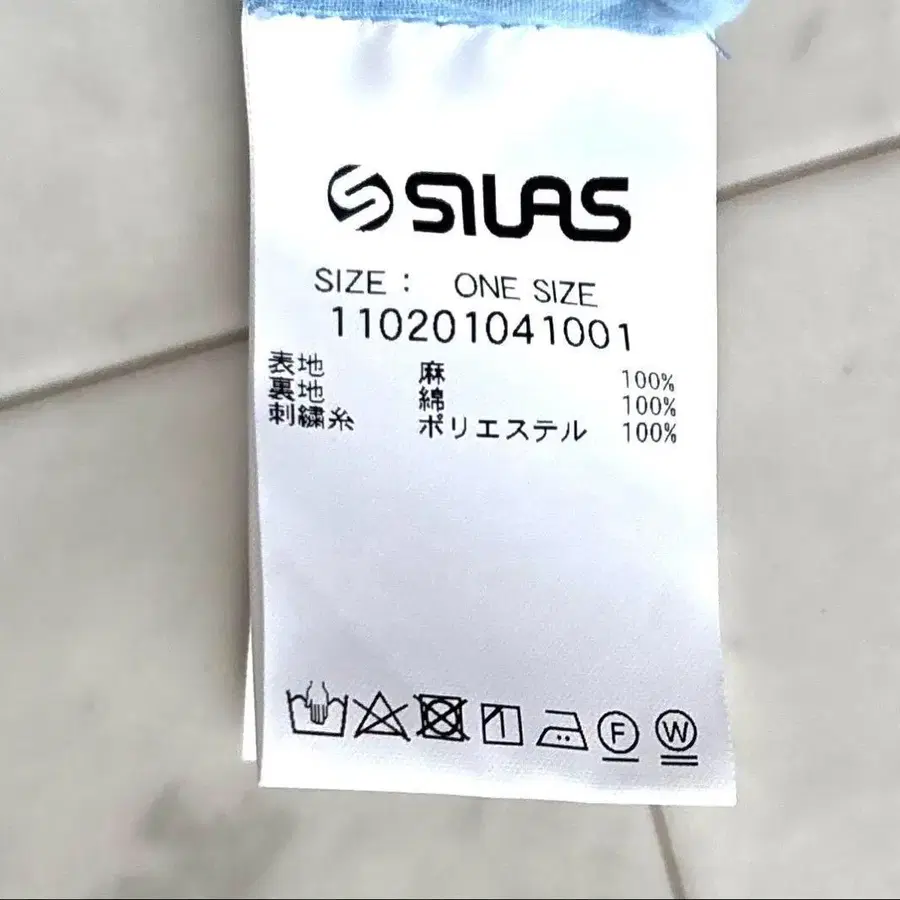 SILAS
SIZE： ONE SIZE
110201041001
表地 麻 100%
裏地 綿 100%
刺繍糸 ポリエステル 100%
F W